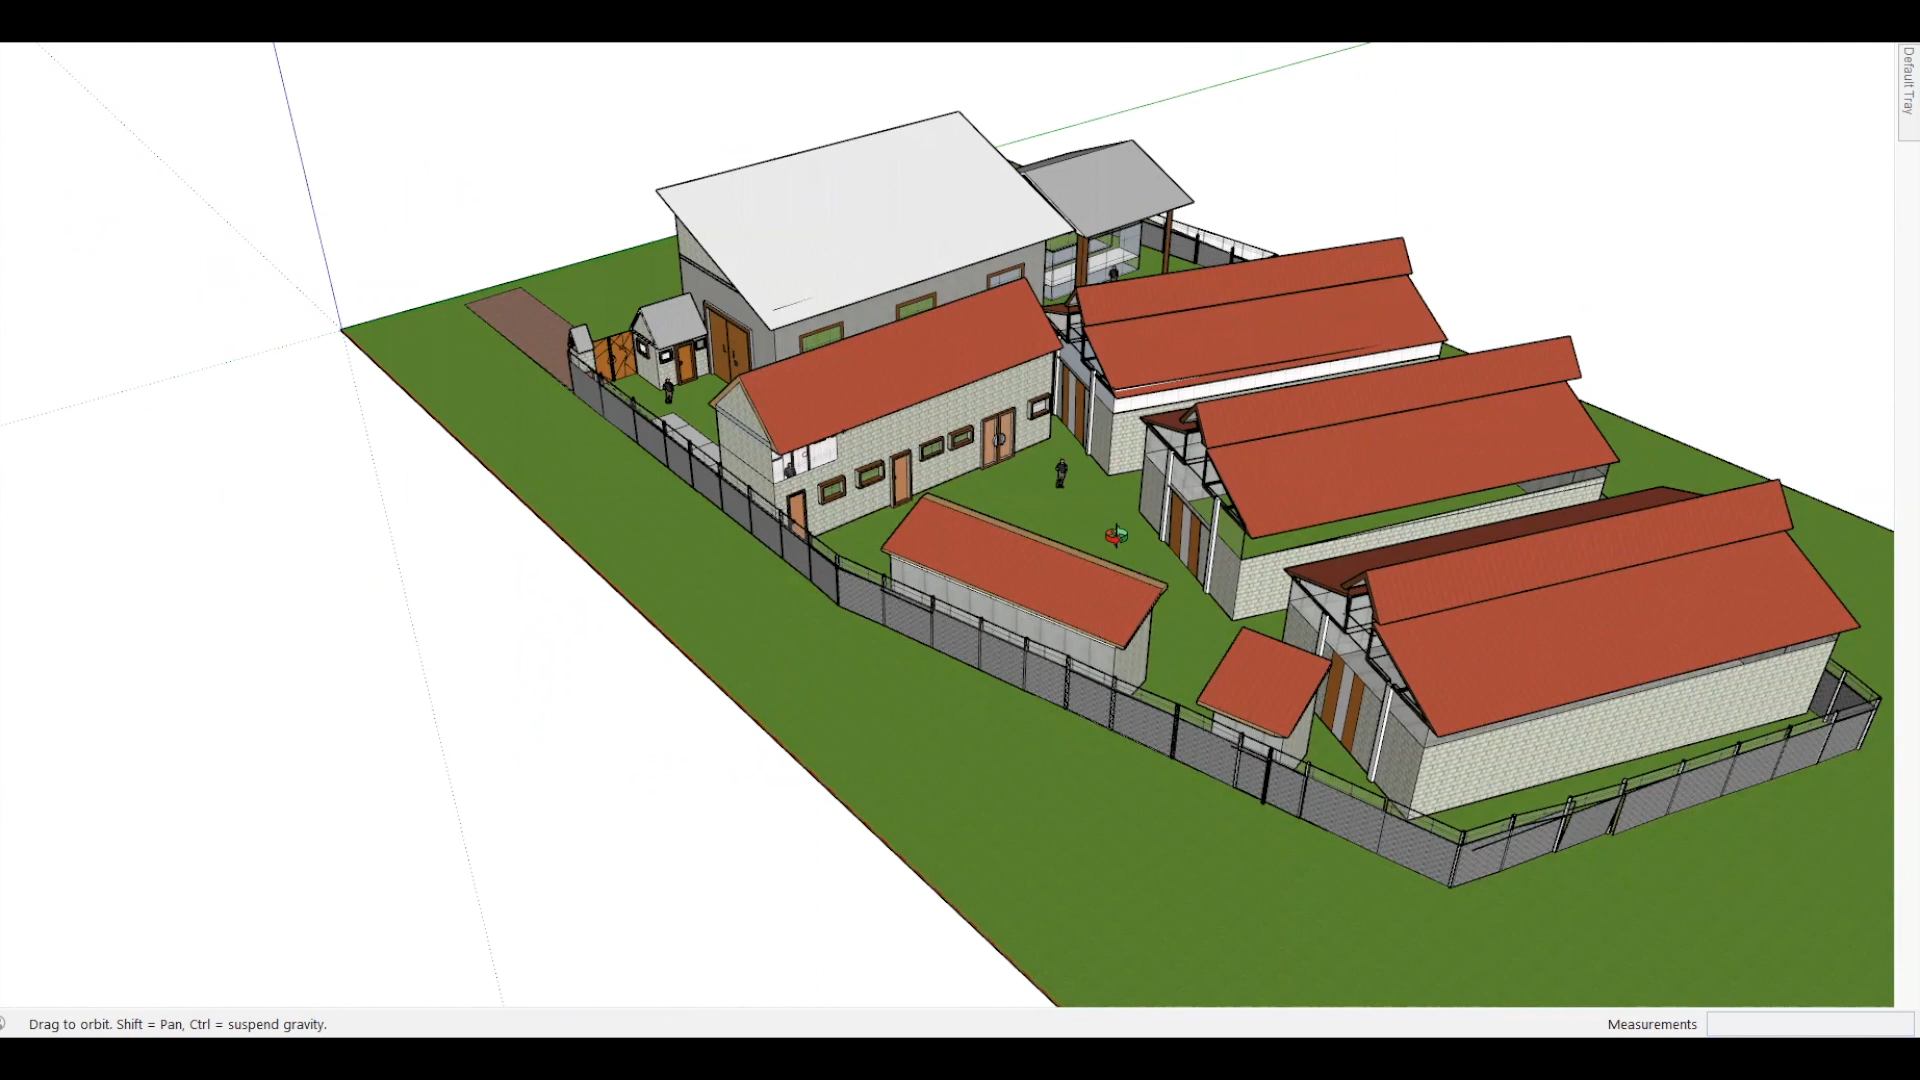 Default Tray
Drag to orbit. Shift = Pan, Ctrl = suspend gravity.
Measurements